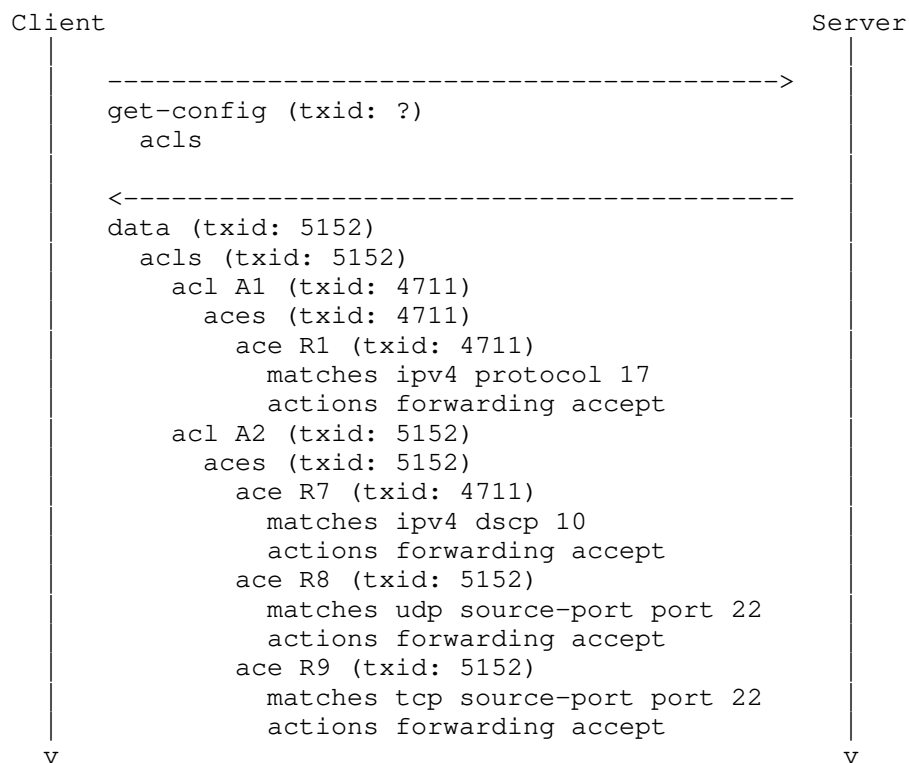 Client Server
------------------------------------------>
get-config (txid: ?)
acls
<------------------------------------------
data (txid: 5152)
acls (txid: 5152)
acl A1 (txid: 4711)
aces (txid: 4711)
ace R1 (txid: 4711)
matches ipv4 protocol 17
actions forwarding accept
acl A2 (txid: 5152)
aces (txid: 5152)
ace R7 (txid: 4711)
matches ipv4 dscp 10
actions forwarding accept
ace R8 (txid: 5152)
matches udp source-port port 22
actions forwarding accept
ace R9 (txid: 5152)
matches tcp source-port port 22
actions forwarding accept
v v